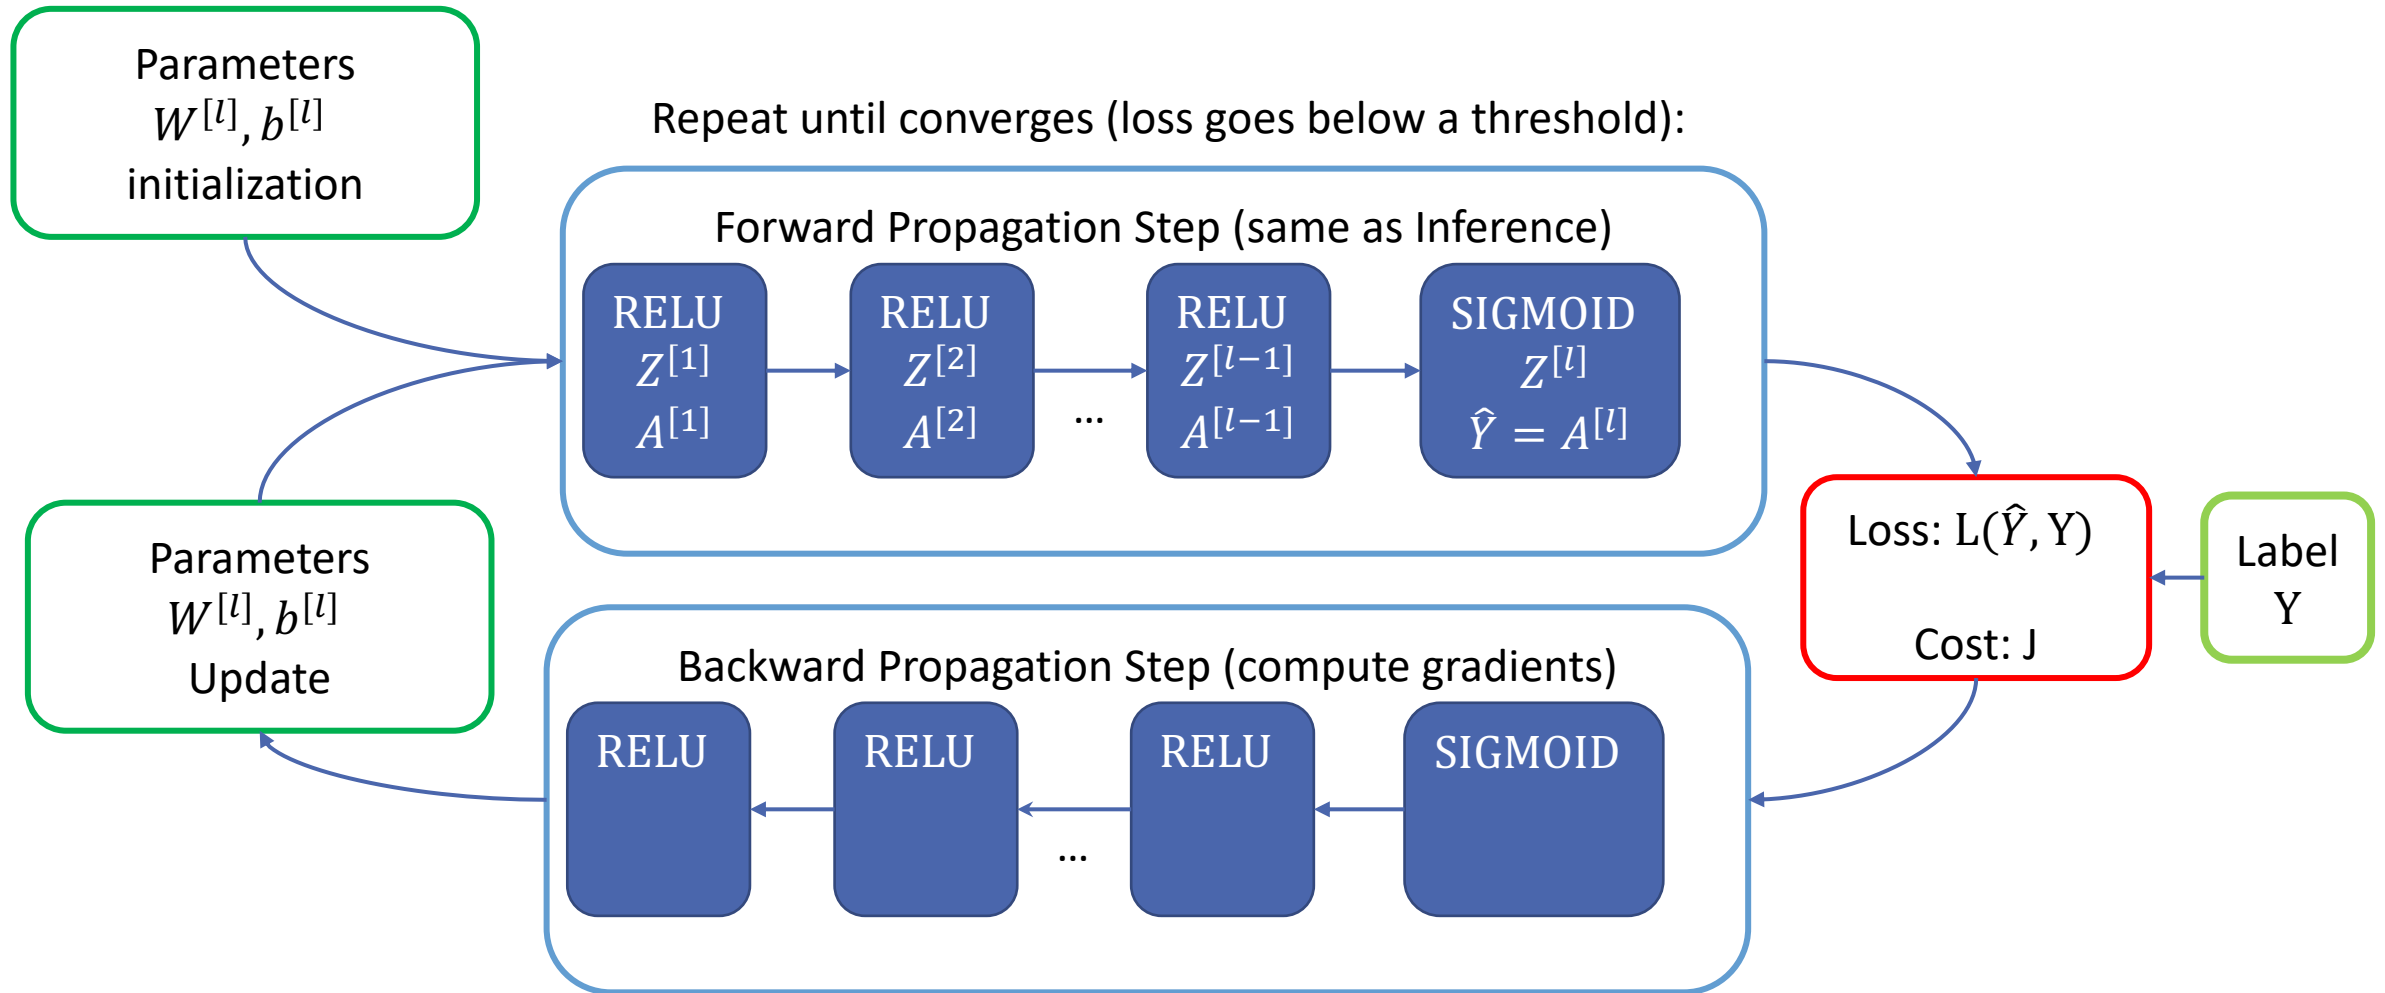 Parameters
W^[l], b^[l]
initialization
Repeat until converges (loss goes below a threshold):
Forward Propagation Step (same as Inference)
RELU
Z^[1]
A^[1]
RELU
Z^[2]
A^[2]
...
RELU
Z^[l−1]
A^[l−1]
SIGMOID
Z^[l]
Ŷ = A^[l]
Loss: L(Ŷ, Y)
Cost: J
Label
Y
Parameters
W^[l], b^[l]
Update
Backward Propagation Step (compute gradients)
RELU
RELU
...
RELU
SIGMOID